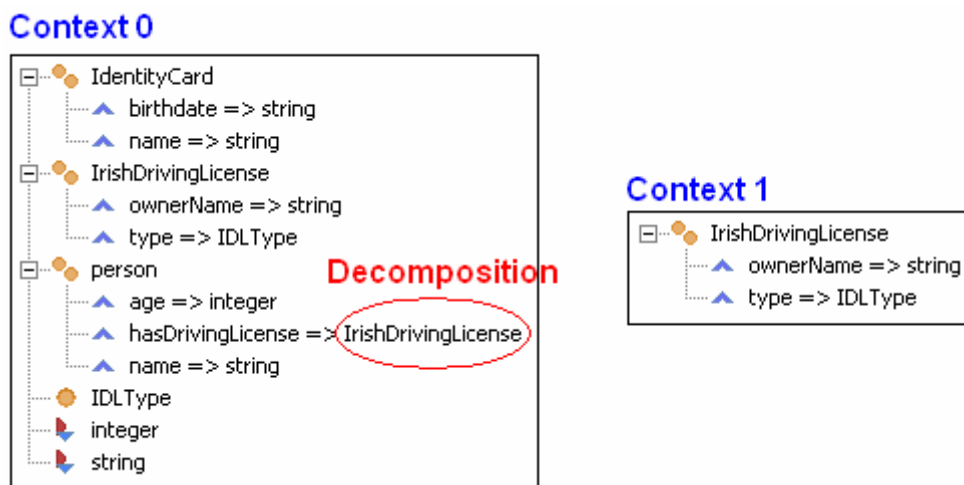 Context 0
IdentityCard
birthdate => string
name => string
IrishDrivingLicense
ownerName => string
type => IDLType
person
Decomposition
age => integer
hasDrivingLicense => IrishDrivingLicense
name => string
IDLType
integer
string
Context 1
IrishDrivingLicense
ownerName => string
type => IDLType